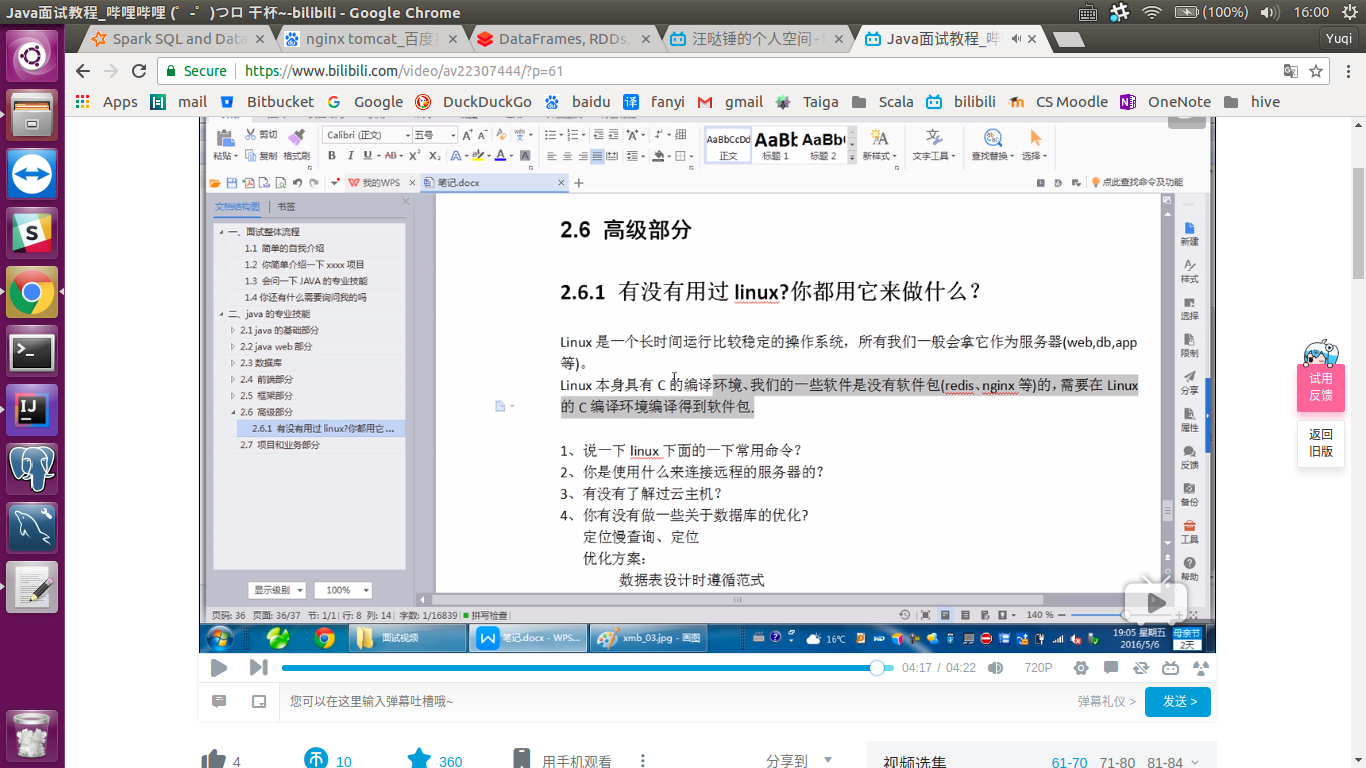 Java面试教程_哔哩哔哩 (゜-゜)つロ 干杯~-bilibili - Google Chrome
(100%)
16:00
Spark SQL and Data
nginx tomcat_百度
DataFrames, RDDs,
汪哒锤的个人空间 -
Java面试教程_
Yuqi
Secure
https://www.bilibili.com/video/av22307444/?p=61
Apps
mail
Bitbucket
Google
DuckDuckGo
baidu
fanyi
gmail
Taiga
Scala
bilibili
CS Moodle
OneNote
hive
粘贴
剪切
复制
格式刷
Calibri (正文)
五号
AaBbCcDd
正文
AaBb
标题 1
AaBb(
标题 2
新样式
文字工具
查找替换
选择
我的WPS
笔记.docx
点此查找命令及功能
文档结构图
书签
一、面试整体流程
1.1 简单的自我介绍
1.2 你简单介绍一下 xxxx 项目
1.3 会问一下 JAVA 的专业技能
1.4 你还有什么需要询问我的吗
二、java 的专业技能
2.1 java 的基础部分
2.2 java web 部分
2.3 数据库
2.4 前端部分
2.5 框架部分
2.6 高级部分
2.6.1 有没有用过 linux?你都用它 ...
2.7 项目和业务部分
显示级别
100%
2.6 高级部分
2.6.1 有没有用过 linux?你都用它来做什么？
Linux 是一个长时间运行比较稳定的操作系统，所有我们一般会拿它作为服务器(web,db,app
等)。
Linux 本身具有 C 的编译环境、我们的一些软件是没有软件包(redis、nginx 等)的，需要在 Linux
的 C 编译环境编译得到软件包.
1、说一下 linux 下面的一下常用命令?
2、你是使用什么来连接远程的服务器的?
3、有没有了解过云主机?
4、你有没有做一些关于数据库的优化?
定位慢查询、定位
优化方案:
数据表设计时遵循范式
新建
样式
选择
限制
分享
属性
反馈
备份
工具
帮助
页码: 36 页面: 36/37 节: 1/1 行: 8 列: 14 字数: 1/16839 拼写检查
140 %
面试视频
笔记.docx - WPS...
xmb_03.jpg - 画图
16℃
19:05 星期五
2016/5/6
母亲节
2天
试用
反馈
返回
旧版
04:17 / 04:22
720P
您可以在这里输入弹幕吐槽哦~
弹幕礼仪 >
发送 >
4
10
360
用手机观看
分享到
视频选集
61-70
71-80
81-84